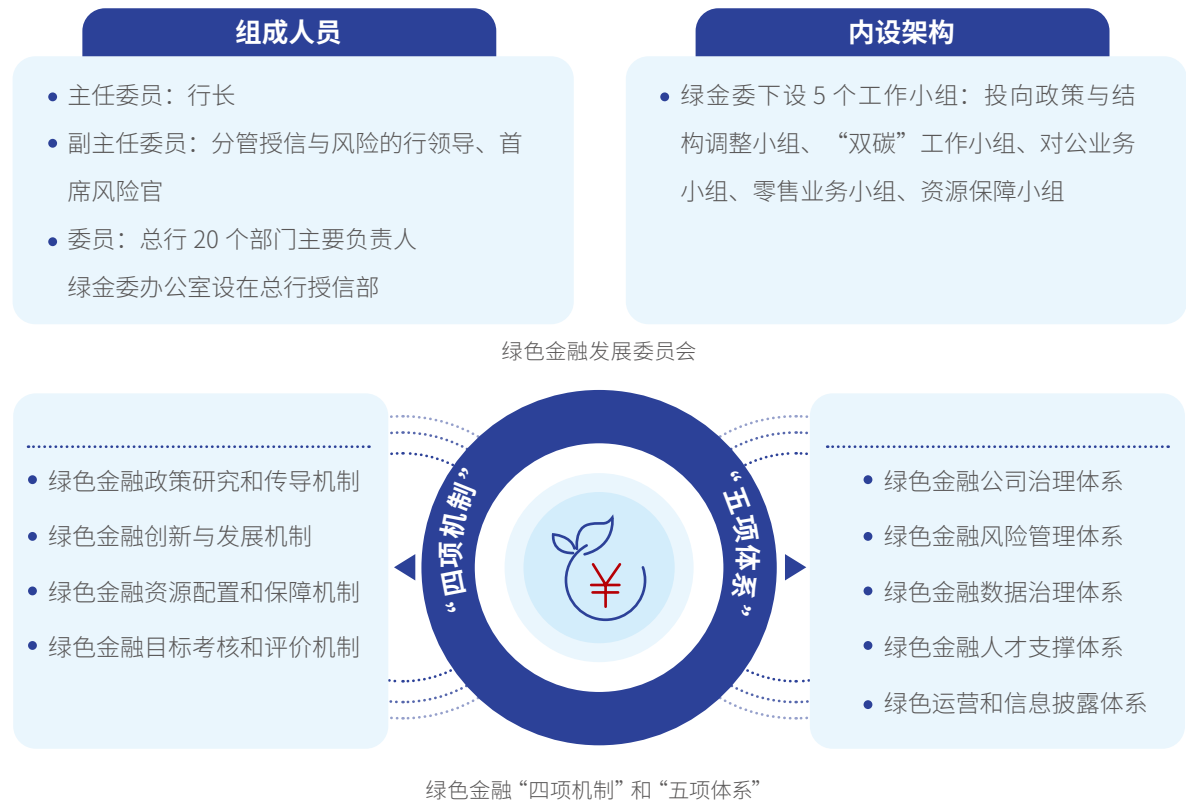 组成人员
主任委员：行长
副主任委员：分管授信与风险的行领导、首
席风险官
委员：总行 20 个部门主要负责人
绿金委办公室设在总行授信部
内设架构
绿金委下设 5 个工作小组：投向政策与结
构调整小组、“双碳”工作小组、对公业务
小组、零售业务小组、资源保障小组
绿色金融发展委员会
绿色金融政策研究和传导机制
绿色金融创新与发展机制
绿色金融资源配置和保障机制
绿色金融目标考核和评价机制
“四项机制”
¥
“五项体系”
绿色金融公司治理体系
绿色金融风险管理体系
绿色金融数据治理体系
绿色金融人才支撑体系
绿色运营和信息披露体系
绿色金融“四项机制”和“五项体系”